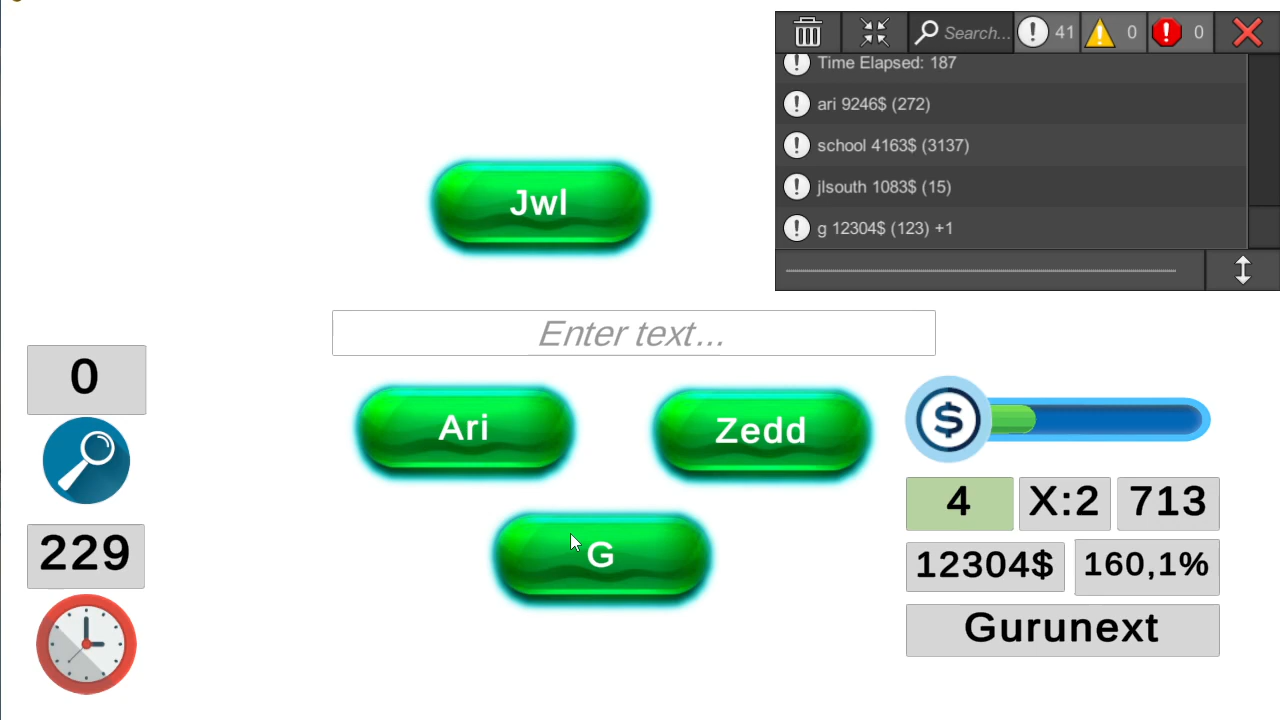 Search... 41 0 0
Time Elapsed: 187
ari 9246$ (272)
school 4163$ (3137)
jlsouth 1083$ (15)
g 12304$ (123) +1
Jwl
Enter text...
0
Ari
Zedd
G
229
$
4 X:2 713
12304$ 160,1%
Gurunext